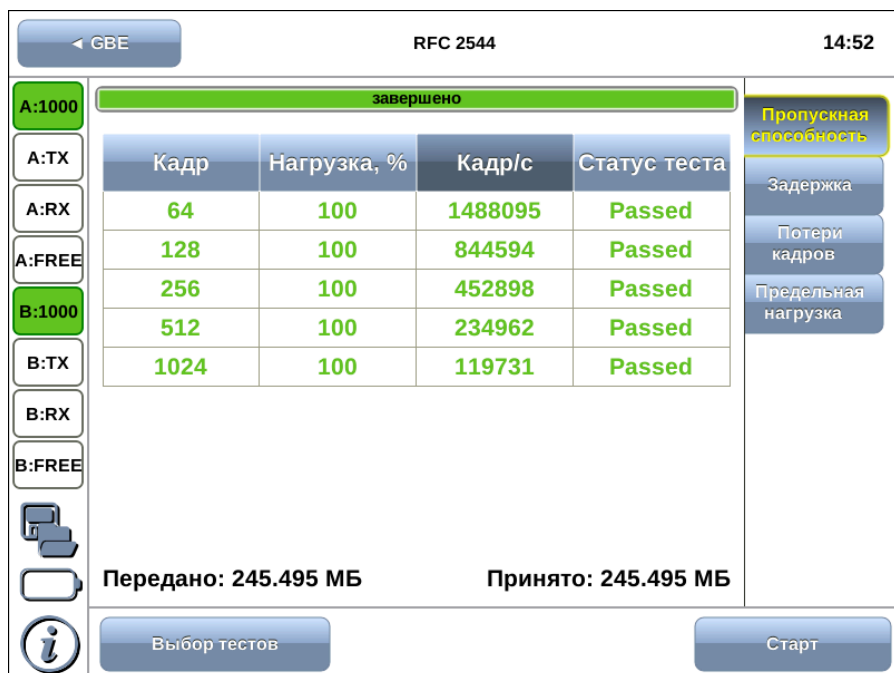 ◄ GBE
RFC 2544
14:52
A:1000
A:TX
A:RX
A:FREE
B:1000
B:TX
B:RX
B:FREE
завершено
Кадр Нагрузка, % Кадр/с Статус теста
64 100 1488095 Passed
128 100 844594 Passed
256 100 452898 Passed
512 100 234962 Passed
1024 100 119731 Passed
Передано: 245.495 МБ
Принято: 245.495 МБ
Пропускная
способность
Задержка
Потери
кадров
Предельная
нагрузка
i
Выбор тестов
Старт